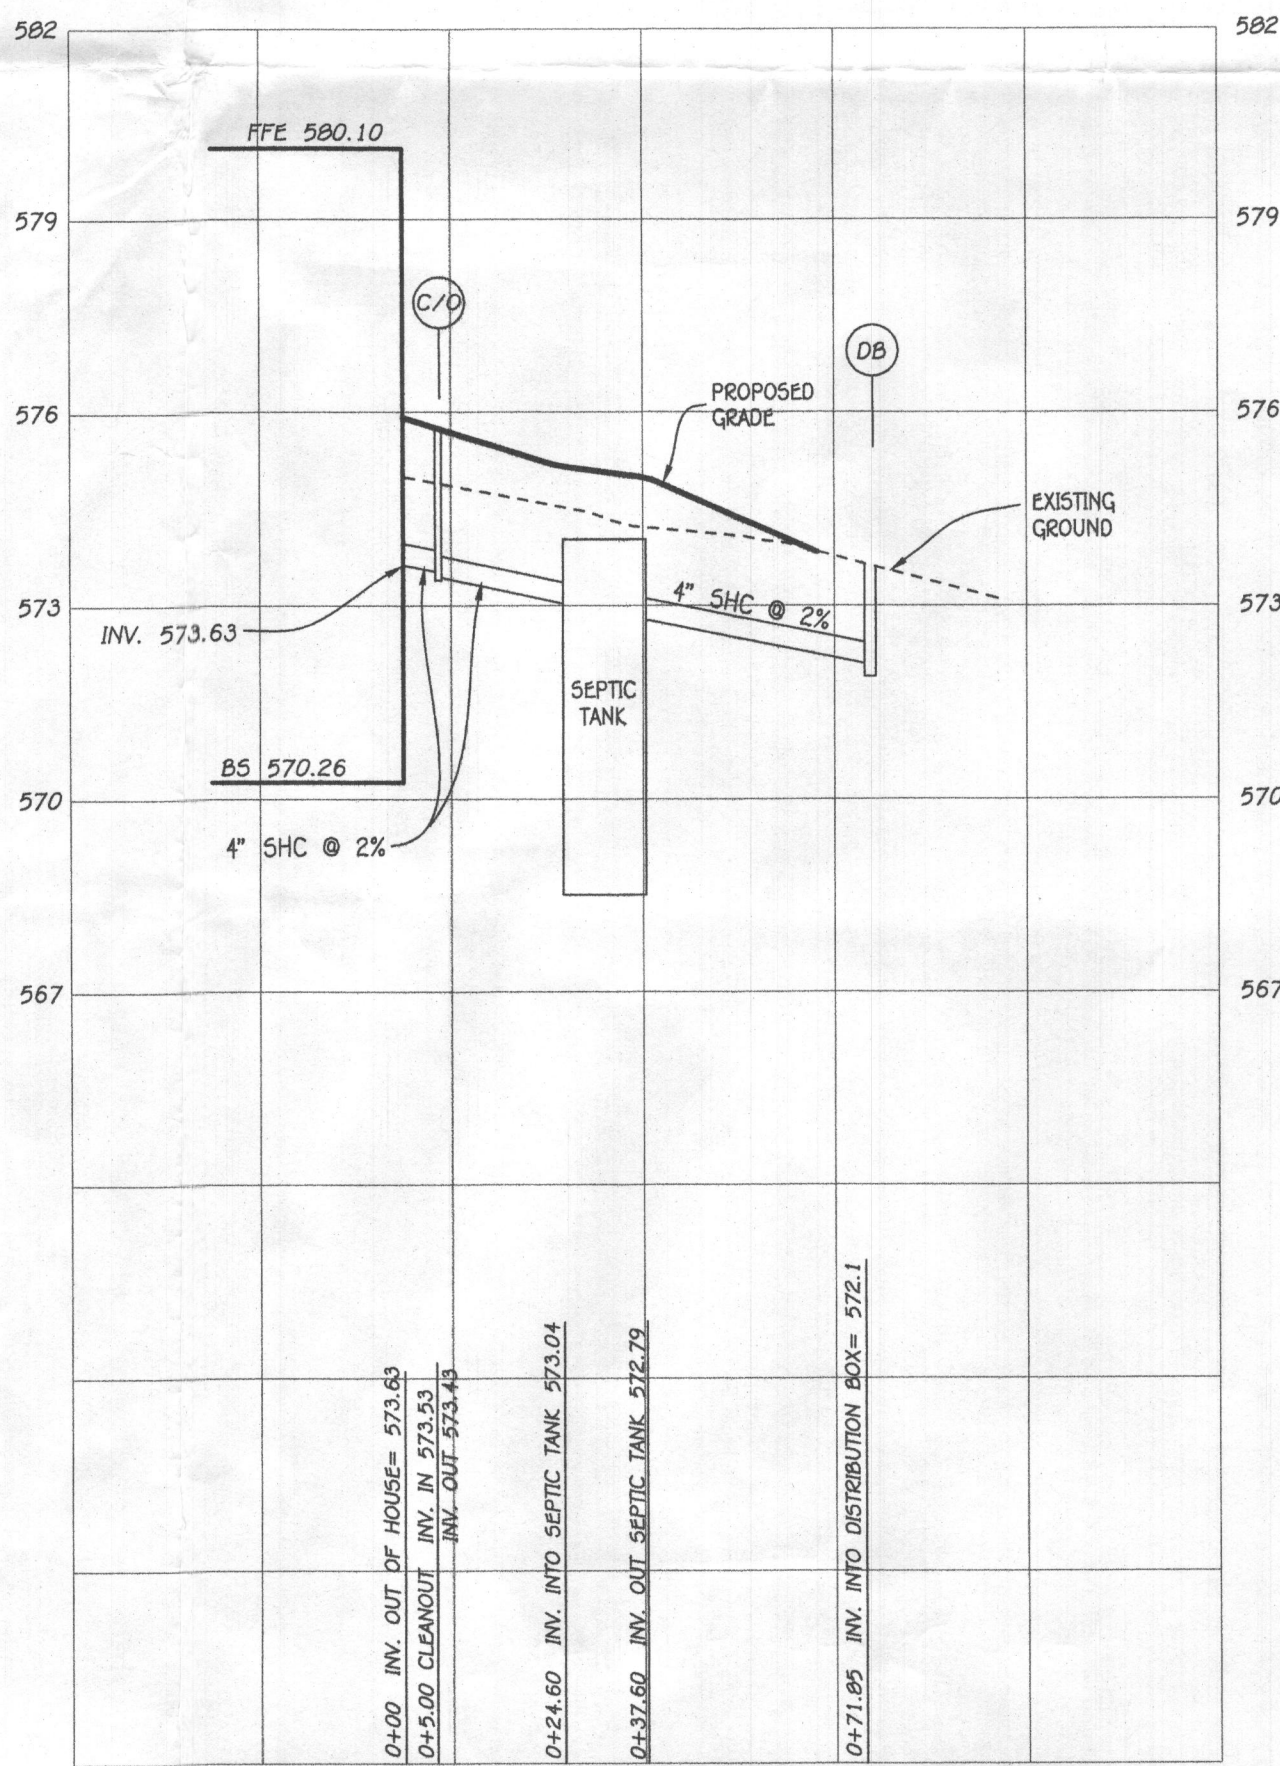 582
582
FFE 580.10
579
579
C/O
DB
576
576
PROPOSED
GRADE
EXISTING
GROUND
573
573
4" SHC @ 2%
INV. 573.63
SEPTIC
TANK
BS 570.26
570
570
4" SHC @ 2%
567
567
0+00 INV. OUT OF HOUSE= 573.63
0+5.00 CLEANOUT INV. IN 573.53
INV. OUT 573.43
0+24.60 INV. INTO SEPTIC TANK 573.04
0+37.60 INV. OUT SEPTIC TANK 572.79
0+71.85 INV. INTO DISTRIBUTION BOX= 572.1